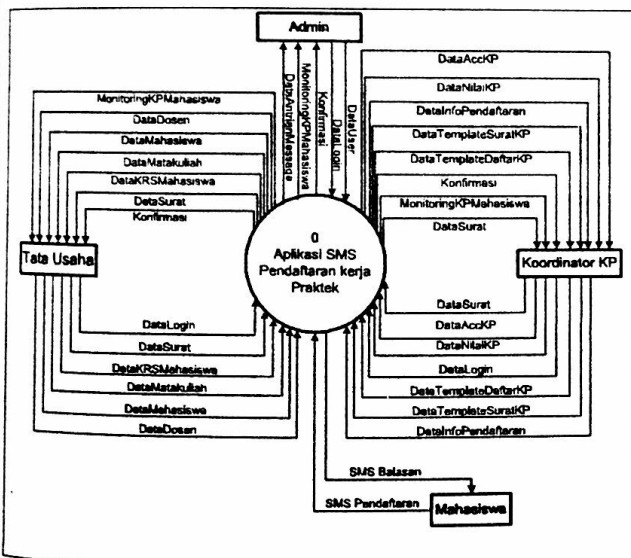 Admin
MonitoringKPMahasiswa
DataDosen
DataMahasiswa
DataMatakuliah
DataKRSMahasiswa
DataSurat
Konfirmasi
DataAntrienMessage
MonitoringKPMahasiswa
Konfirmasi
DataLogin
DataUser
DataAccKP
DataNilaiKP
DataInfoPendaftaran
DataTemplateSuratKP
DataTemplateDaftarKP
Konfirmasi
MonitoringKPMahasiswa
DataSurat
0
Aplikasi SMS
Pendaftaran kerja
Praktek
Tata Usaha
Koordinator KP
DataLogin
DataSurat
DataKRSMahasiswa
DataMatakuliah
DataMahasiswa
DataDosan
DataSurat
DataAccKP
DataNilaiKP
DataLogin
DataTemplateDaftarKP
DataTemplateSuratKP
DataInfoPendaftaran
SMS Balasan
SMS Pendaftaran
Mahasiswa